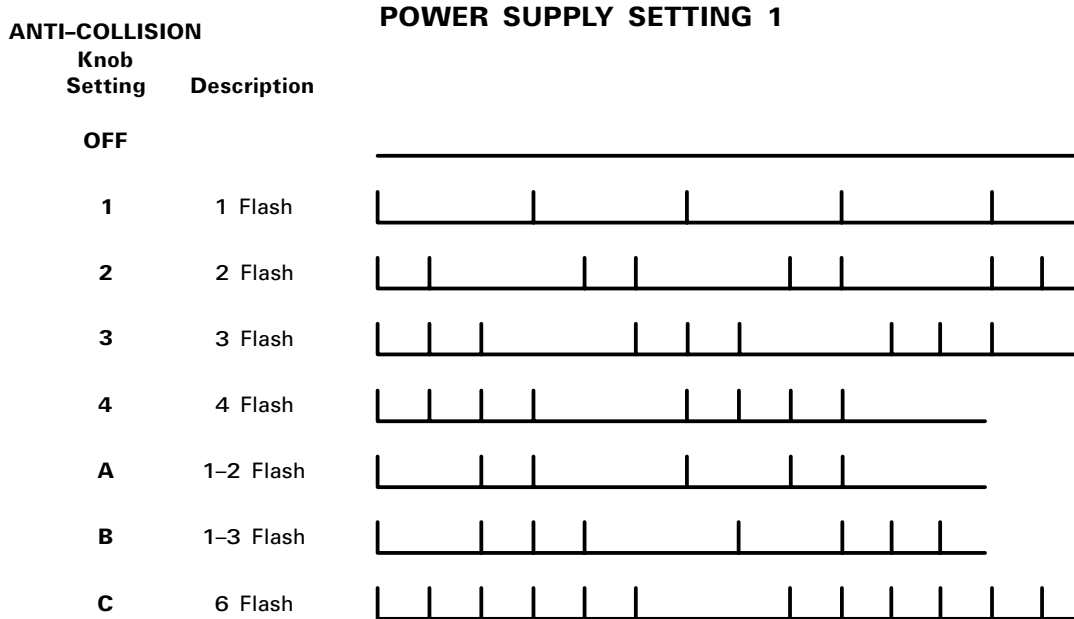 POWER SUPPLY SETTING 1
ANTI–COLLISION
Knob
Setting Description
OFF
1 1 Flash
2 2 Flash
3 3 Flash
4 4 Flash
A 1–2 Flash
B 1–3 Flash
C 6 Flash